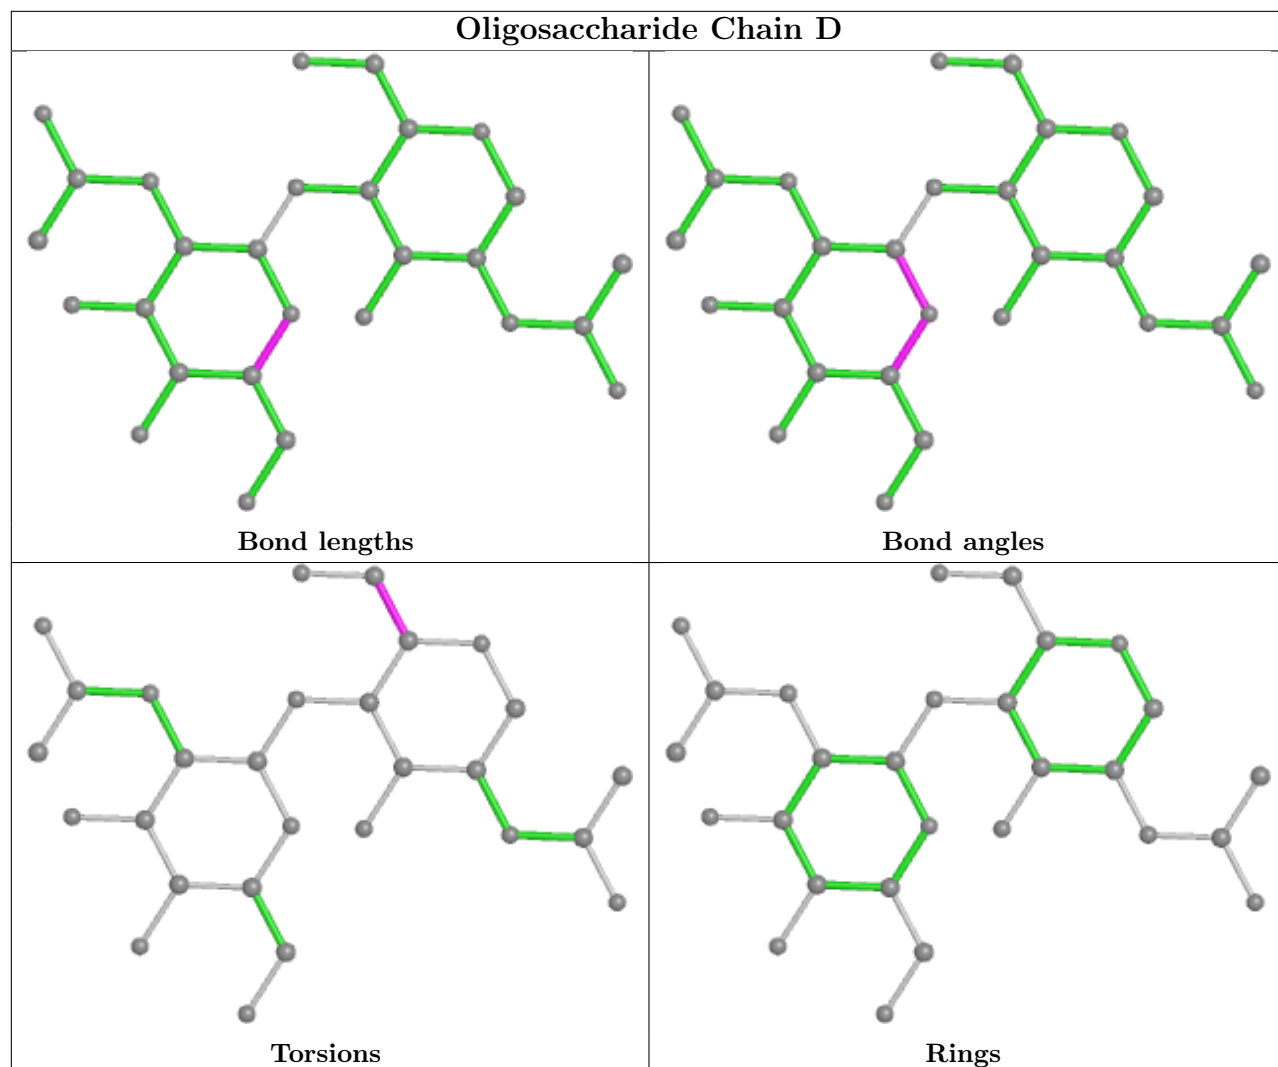 Oligosaccharide Chain D
Bond lengths
Bond angles
Torsions
Rings